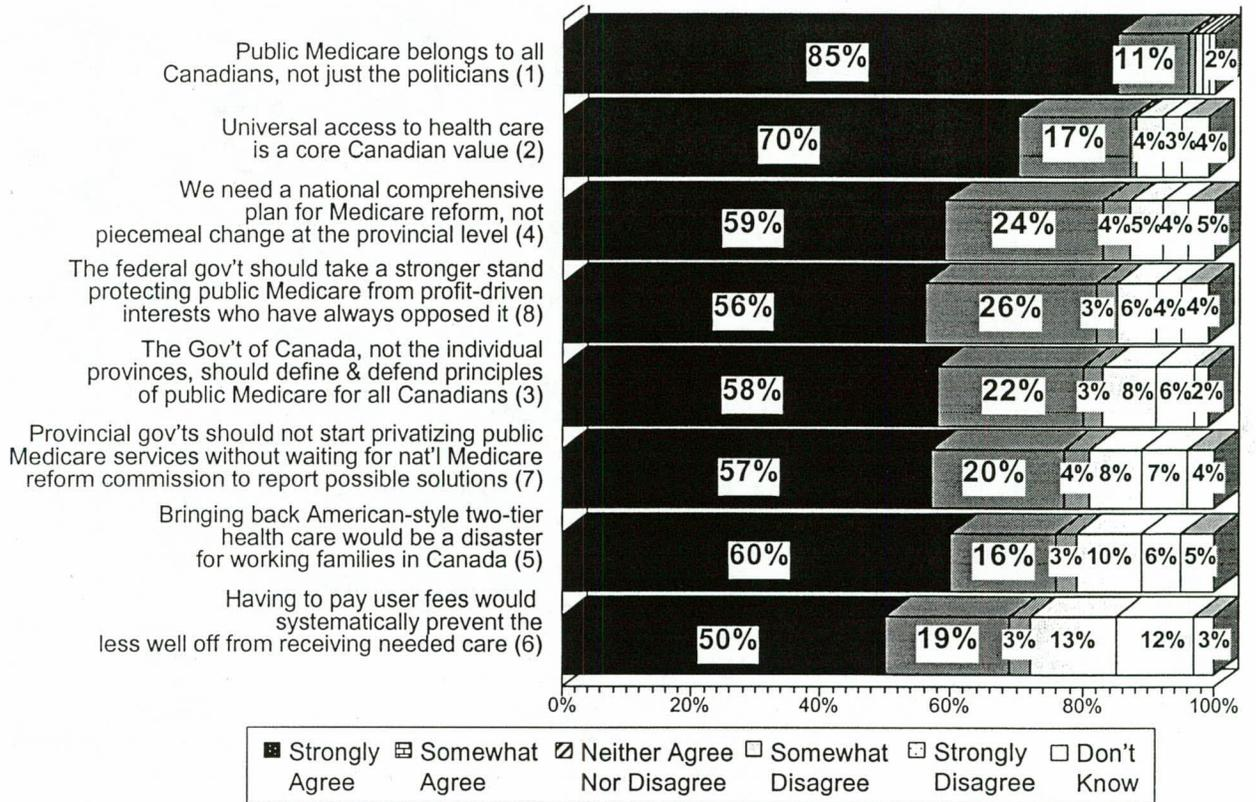 Public Medicare belongs to all
Canadians, not just the politicians (1)
85%
11%
2%
Universal access to health care
is a core Canadian value (2)
70%
17%
4%
3%
4%
We need a national comprehensive
plan for Medicare reform, not
piecemeal change at the provincial level (4)
59%
24%
4%
5%
4%
5%
The federal gov't should take a stronger stand
protecting public Medicare from profit-driven
interests who have always opposed it (8)
56%
26%
3%
6%
4%
4%
The Gov't of Canada, not the individual
provinces, should define & defend principles
of public Medicare for all Canadians (3)
58%
22%
3%
8%
6%
2%
Provincial gov'ts should not start privatizing public
Medicare services without waiting for nat'l Medicare
reform commission to report possible solutions (7)
57%
20%
4%
8%
7%
4%
Bringing back American-style two-tier
health care would be a disaster
for working families in Canada (5)
60%
16%
3%
10%
6%
5%
Having to pay user fees would
systematically prevent the
less well off from receiving needed care (6)
50%
19%
3%
13%
12%
3%
0% 20% 40% 60% 80% 100%
Strongly Agree
Somewhat Agree
Neither Agree Nor Disagree
Somewhat Disagree
Strongly Disagree
Don't Know